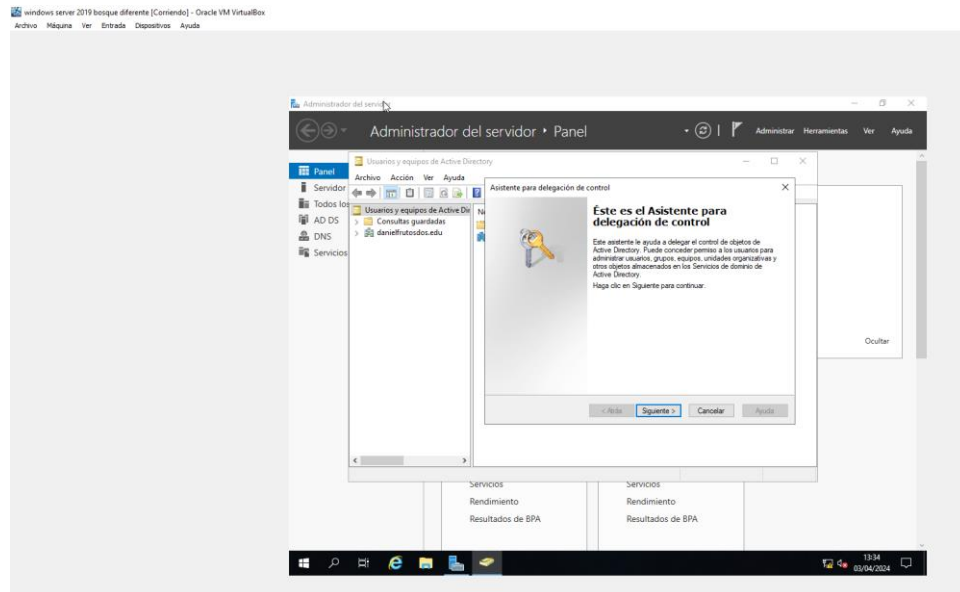 windows server 2019 bosque diferente [Corriendo] - Oracle VM VirtualBox
Archivo Máquina Ver Entrada Dispositivos Ayuda
Administrador del servidor
Administrador del servidor • Panel
Administrar Herramientas Ver Ayuda
Panel
Servidor
Todos los
AD DS
DNS
Servicios
Usuarios y equipos de Active Directory
Archivo Acción Ver Ayuda
Usuarios y equipos de Active Dir
Consultas guardadas
danielfrutosdos.edu
Asistente para delegación de control
Éste es el Asistente para
delegación de control
Este asistente le ayuda a delegar el control de objetos de
Active Directory. Puede conceder permiso a los usuarios para
administrar usuarios, grupos, equipos, unidades organizativas y
otros objetos almacenados en los Servicios de dominio de
Active Directory.
Haga clic en Siguiente para continuar.
< Atrás Siguiente > Cancelar Ayuda
Ocultar
Servicios Servicios
Rendimiento Rendimiento
Resultados de BPA Resultados de BPA
13:34
03/04/2024